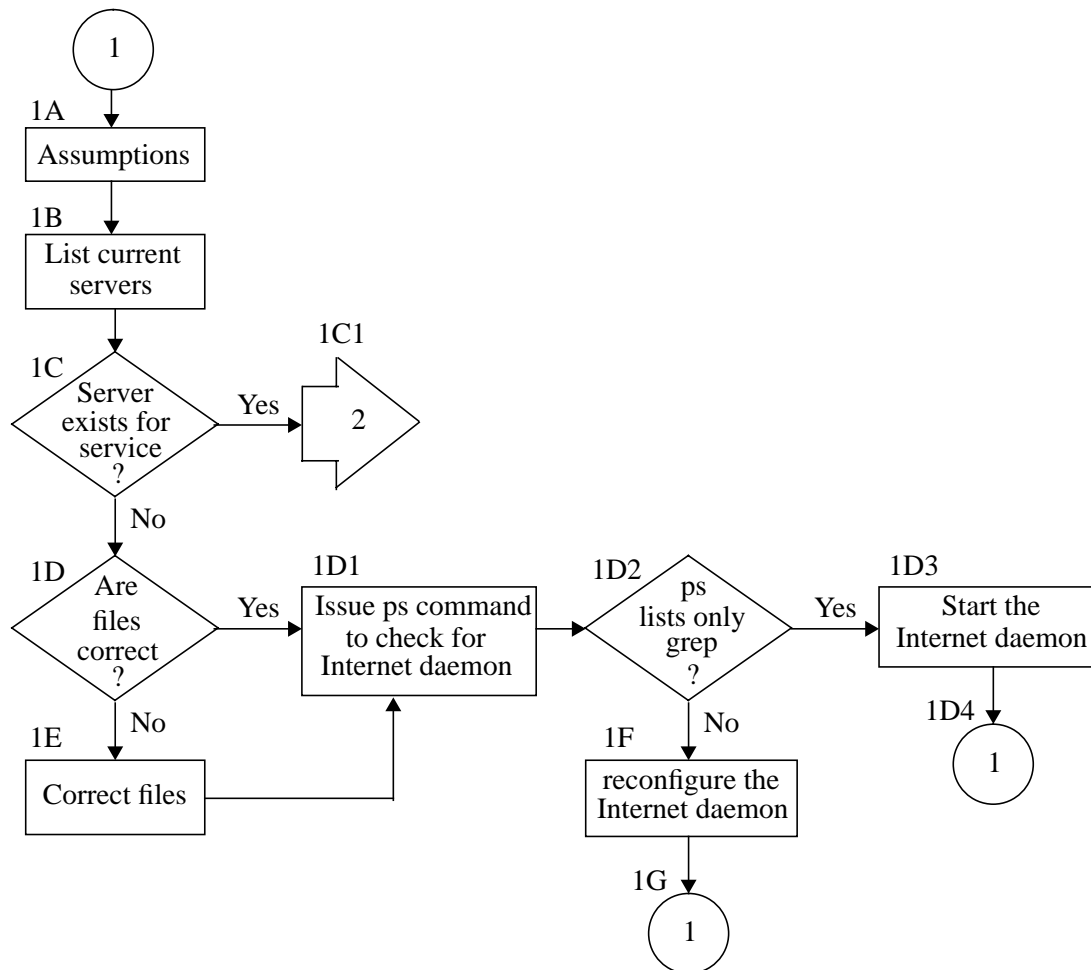 1
1A
Assumptions
1B
List current
servers
1C
Server
exists for
service
?
Yes
1C1
2
No
1D
Are
files
correct
?
Yes
1D1
Issue ps command
to check for
Internet daemon
1D2
ps
lists only
grep
?
Yes
1D3
Start the
Internet daemon
1D4
1
No
1E
Correct files
No
1F
reconfigure the
Internet daemon
1G
1